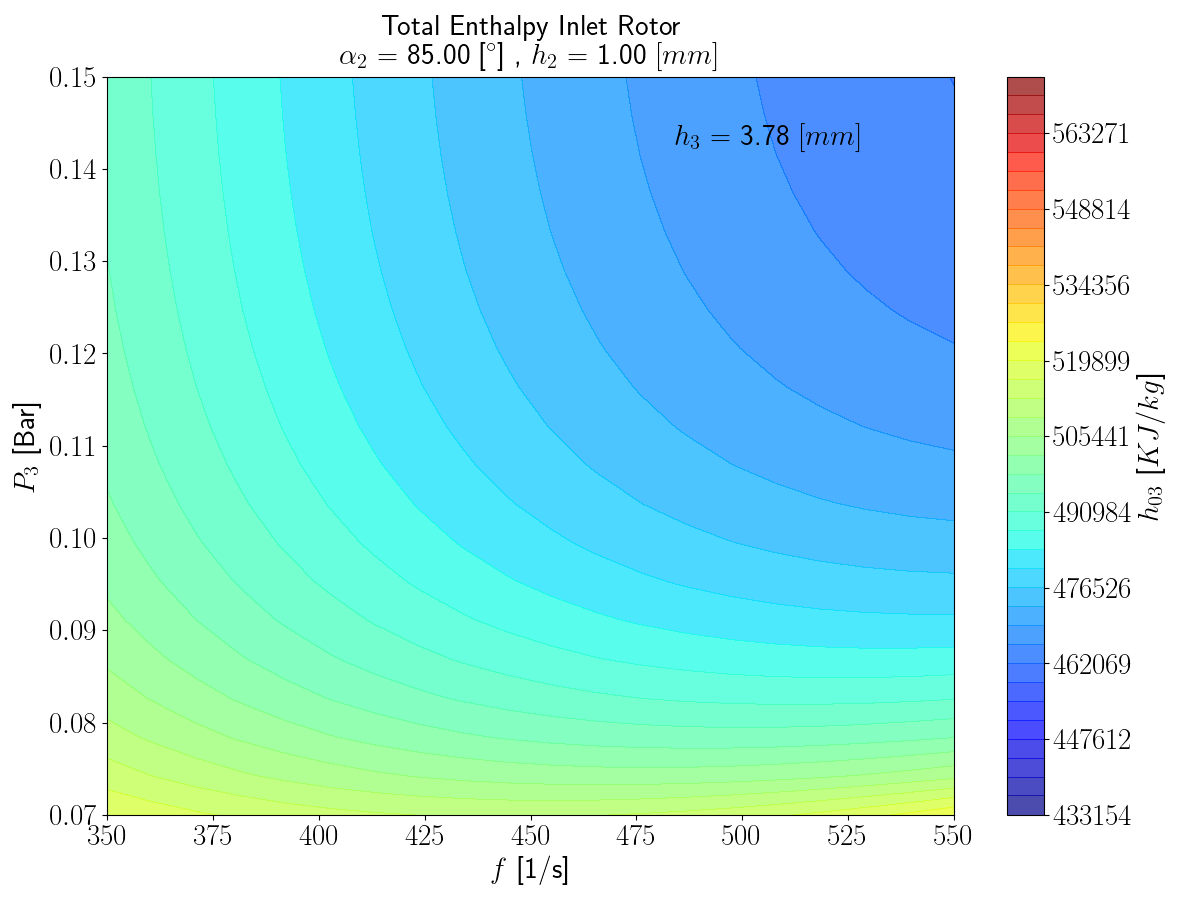 Total Enthalpy Inlet Rotor
α₂ = 85.00 [°] , h₂ = 1.00 [mm]
h₃ = 3.78 [mm]
0.15
0.14
0.13
0.12
0.11
0.10
0.09
0.08
0.07
P₃ [Bar]
350 375 400 425 450 475 500 525 550
f [1/s]
563271
548814
534356
519899
505441
490984
476526
462069
447612
433154
h₀₃ [KJ/kg]